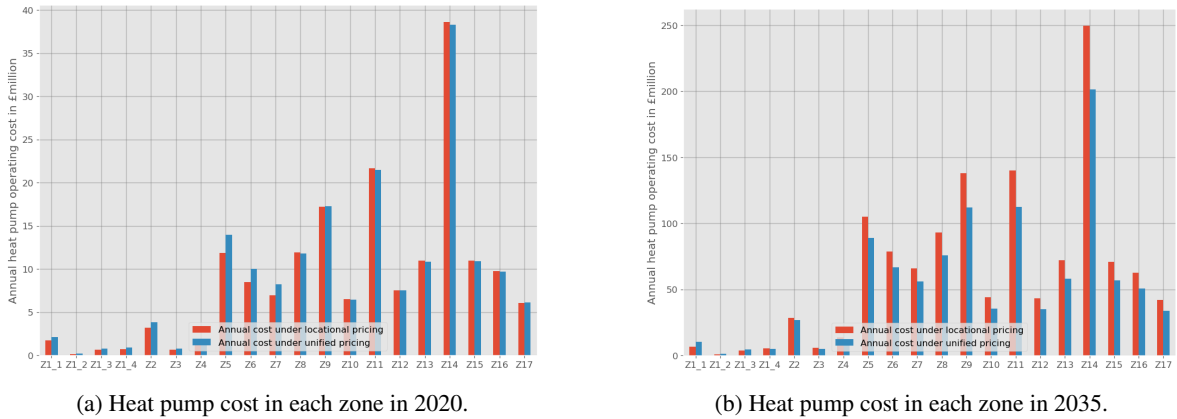 Annual heat pump operating cost in £million
40
35
30
25
20
15
10
5
0
Z1_1 Z1_2 Z1_3 Z1_4 Z2 Z3 Z4 Z5 Z6 Z7 Z8 Z9 Z10 Z11 Z12 Z13 Z14 Z15 Z16 Z17
Annual cost under locational pricing
Annual cost under unified pricing
(a) Heat pump cost in each zone in 2020.
Annual heat pump operating cost in £million
250
200
150
100
50
0
Z1_1 Z1_2 Z1_3 Z1_4 Z2 Z3 Z4 Z5 Z6 Z7 Z8 Z9 Z10 Z11 Z12 Z13 Z14 Z15 Z16 Z17
Annual cost under locational pricing
Annual cost under unified pricing
(b) Heat pump cost in each zone in 2035.